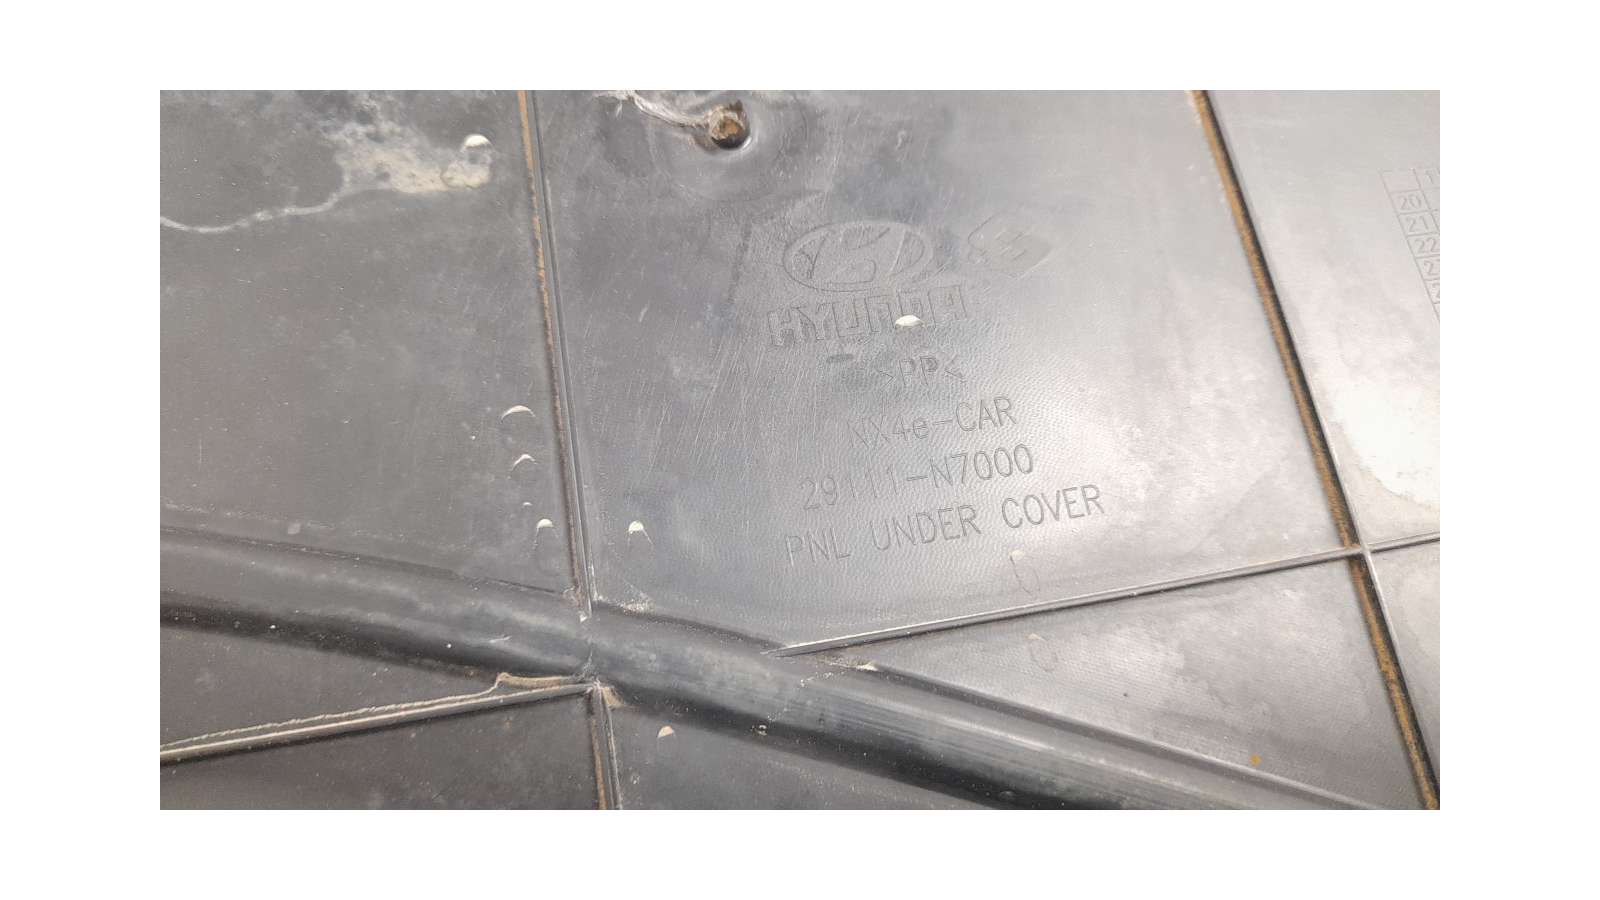 HYUNDAI
>PP<
NX4e-CAR
29111-N7000
PNL UNDER COVER
20
21
22